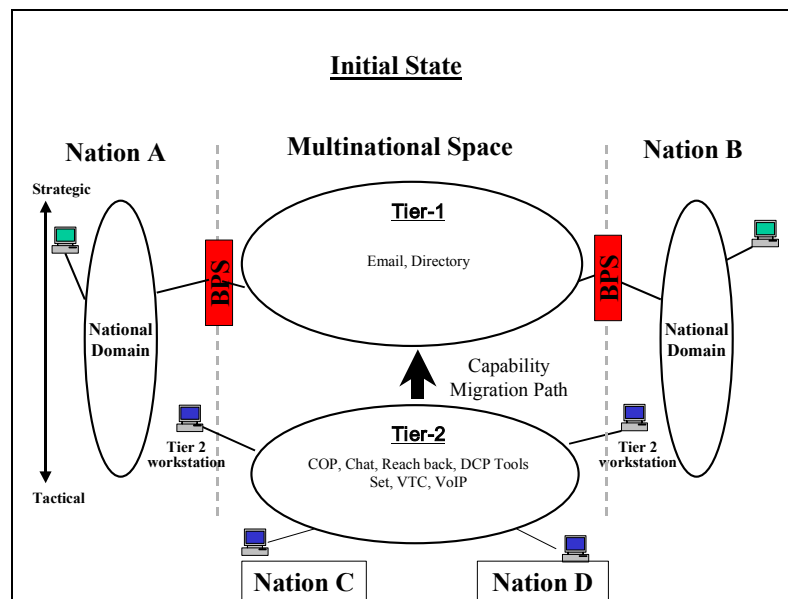 Initial State
Nation A
Multinational Space
Nation B
Strategic
Tier-1
Email, Directory
BPS
BPS
National
Domain
National
Domain
Capability
Migration Path
Tier-2
Tier 2
workstation
Tier 2
workstation
COP, Chat, Reach back, DCP Tools
Set, VTC, VoIP
Tactical
Nation C
Nation D